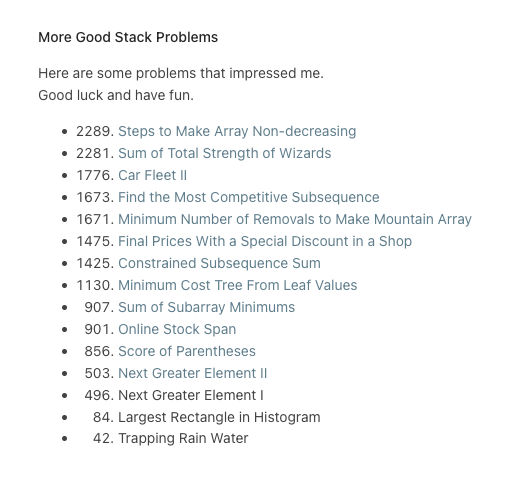 More Good Stack Problems
Here are some problems that impressed me.
Good luck and have fun.
• 2289. Steps to Make Array Non-decreasing
• 2281. Sum of Total Strength of Wizards
• 1776. Car Fleet II
• 1673. Find the Most Competitive Subsequence
• 1671. Minimum Number of Removals to Make Mountain Array
• 1475. Final Prices With a Special Discount in a Shop
• 1425. Constrained Subsequence Sum
• 1130. Minimum Cost Tree From Leaf Values
• 907. Sum of Subarray Minimums
• 901. Online Stock Span
• 856. Score of Parentheses
• 503. Next Greater Element II
• 496. Next Greater Element I
• 84. Largest Rectangle in Histogram
• 42. Trapping Rain Water